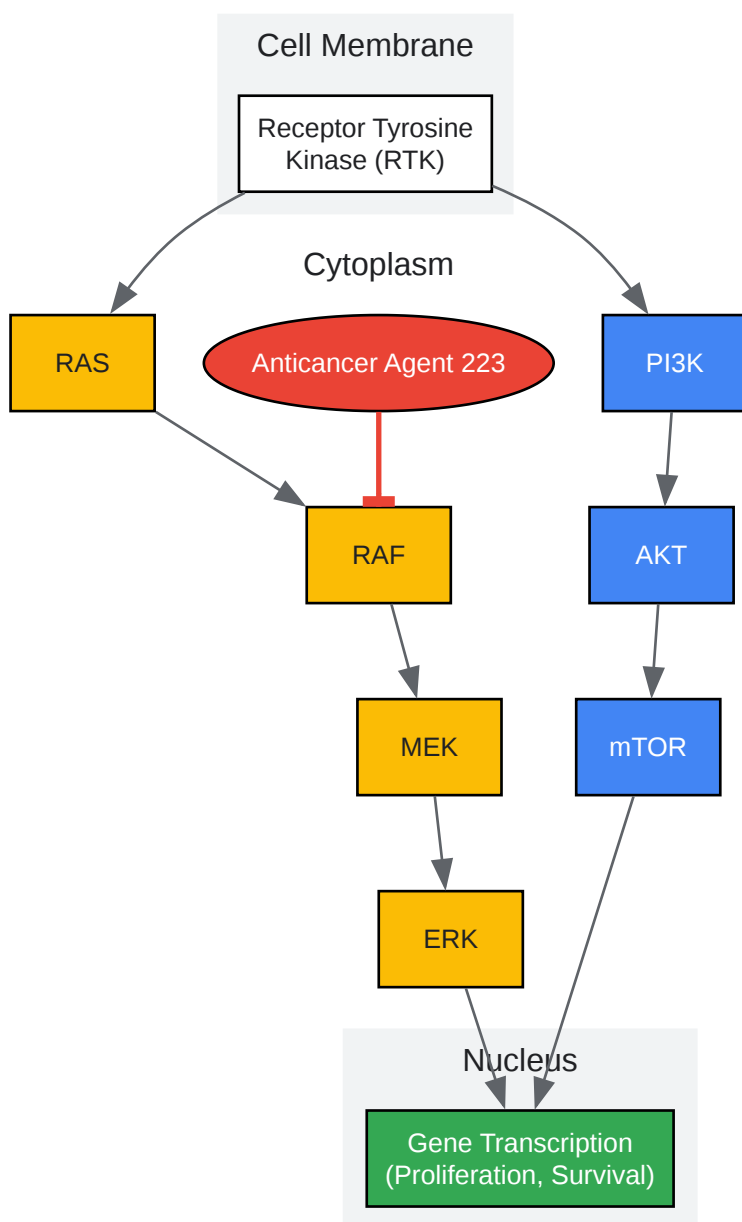 Cell Membrane
Receptor Tyrosine
Kinase (RTK)
Cytoplasm
RAS
Anticancer Agent 223
PI3K
RAF
AKT
MEK
mTOR
ERK
Nucleus
Gene Transcription
(Proliferation, Survival)